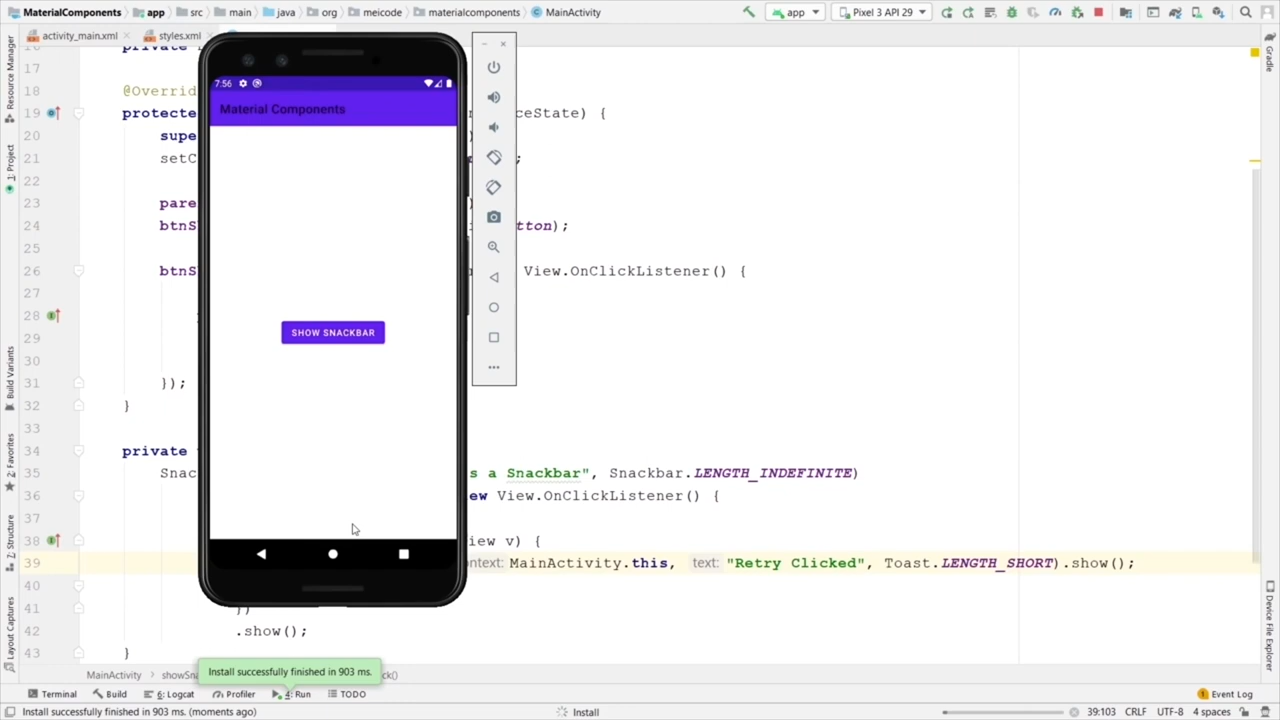 MaterialComponents app src main java org meicode materialcomponents MainActivity app Pixel 3 API 29
activity_main.xml styles.xml
17
18 @Overrid
19 protecte ceState) {
20 supe
21 setC ;
22
23 pare )
24 btnS tton);
25
26 btnS View.OnClickListener() {
27
28
29
30
31 });
32 }
33
34 private
35 Snac s a Snackbar", Snackbar.LENGTH_INDEFINITE)
36 ew View.OnClickListener() {
37
38 iew v) {
39 context: MainActivity.this, text: "Retry Clicked", Toast.LENGTH_SHORT).show();
40
41 })
42 .show();
43 }
7:56
Material Components
SHOW SNACKBAR
Resource Manager
1: Project
Build Variants
2: Favorites
7: Structure
Layout Captures
Gradle
Device File Explorer
MainActivity showSna ck()
Install successfully finished in 903 ms.
Terminal Build 6: Logcat Profiler 4: Run TODO Event Log
Install successfully finished in 903 ms. (moments ago) Install 39:103 CRLF UTF-8 4 spaces